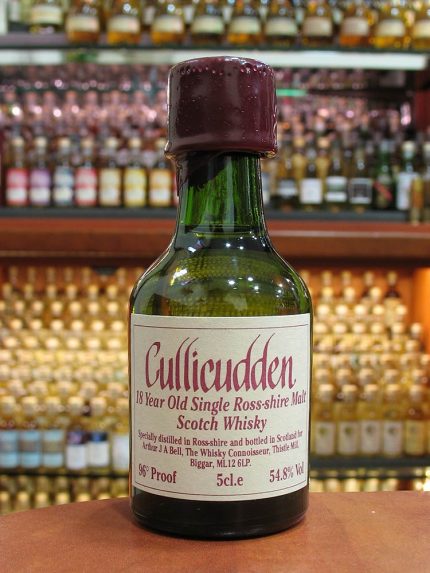 Cullicudden
18 Year Old Single Ross-shire Malt
Scotch Whisky
Specially distilled in Ross-shire and bottled in Scotland for
Arthur J A Bell, The Whisky Connoisseur, Thistle Mill,
Biggar, ML12 6LP.
96° Proof 5cl.e 54.8% Vol